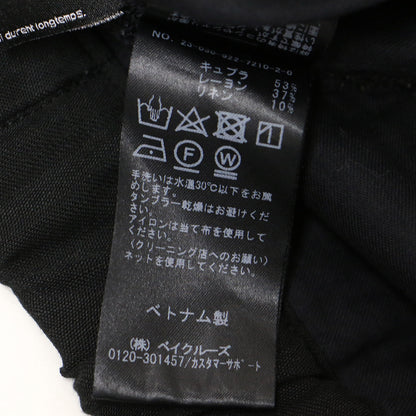 i durent longtemps.
NO. 23-050-022-7210-2-0
キュプラ 53%
レーヨン 37%
リネン 10%
手洗いは水温30℃以下をお勧
めします。
タンブラー乾燥はお避けくだ
さい。
アイロンは当て布を使用して
ください。
(クリーニング店へのお願い)
ネットを使用してください。
ベトナム製
(株) ベイクルーズ
0120-301457/カスタマーサポート